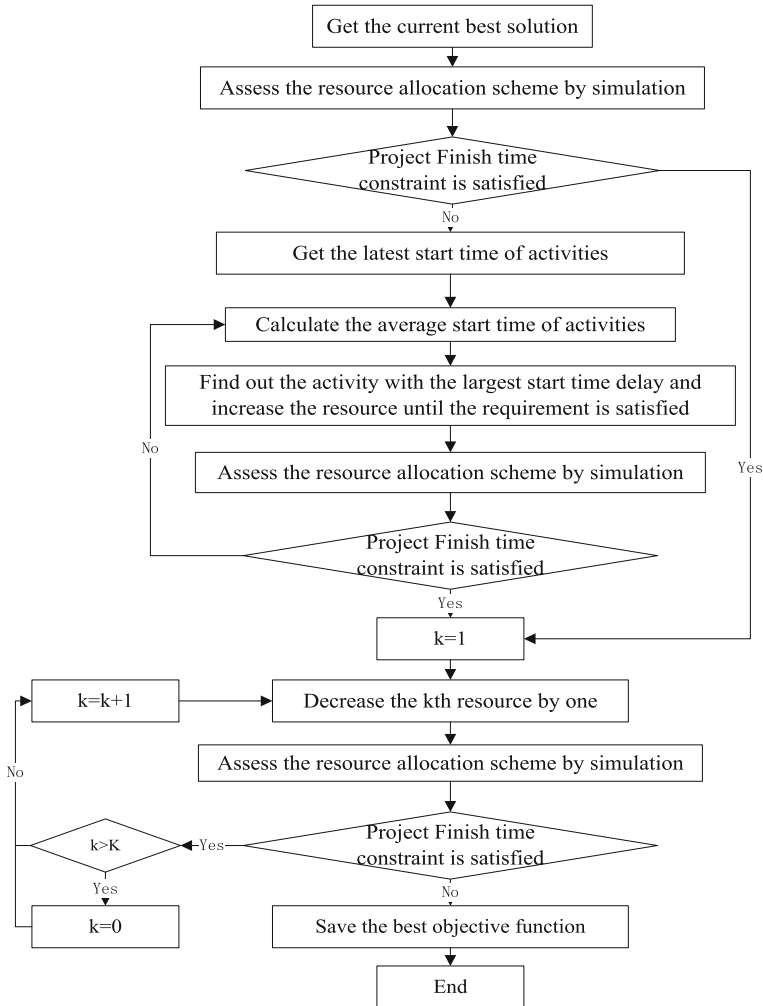 Get the current best solution
Assess the resource allocation scheme by simulation
Project Finish time
constraint is satisfied
No
Get the latest start time of activities
Calculate the average start time of activities
Find out the activity with the largest start time delay and
increase the resource until the requirement is satisfied
No
Assess the resource allocation scheme by simulation
Yes
Project Finish time
constraint is satisfied
Yes
k=1
k=k+1
Decrease the kth resource by one
Assess the resource allocation scheme by simulation
No
Project Finish time
constraint is satisfied
Yes
k>K
Yes
No
k=0
Save the best objective function
End